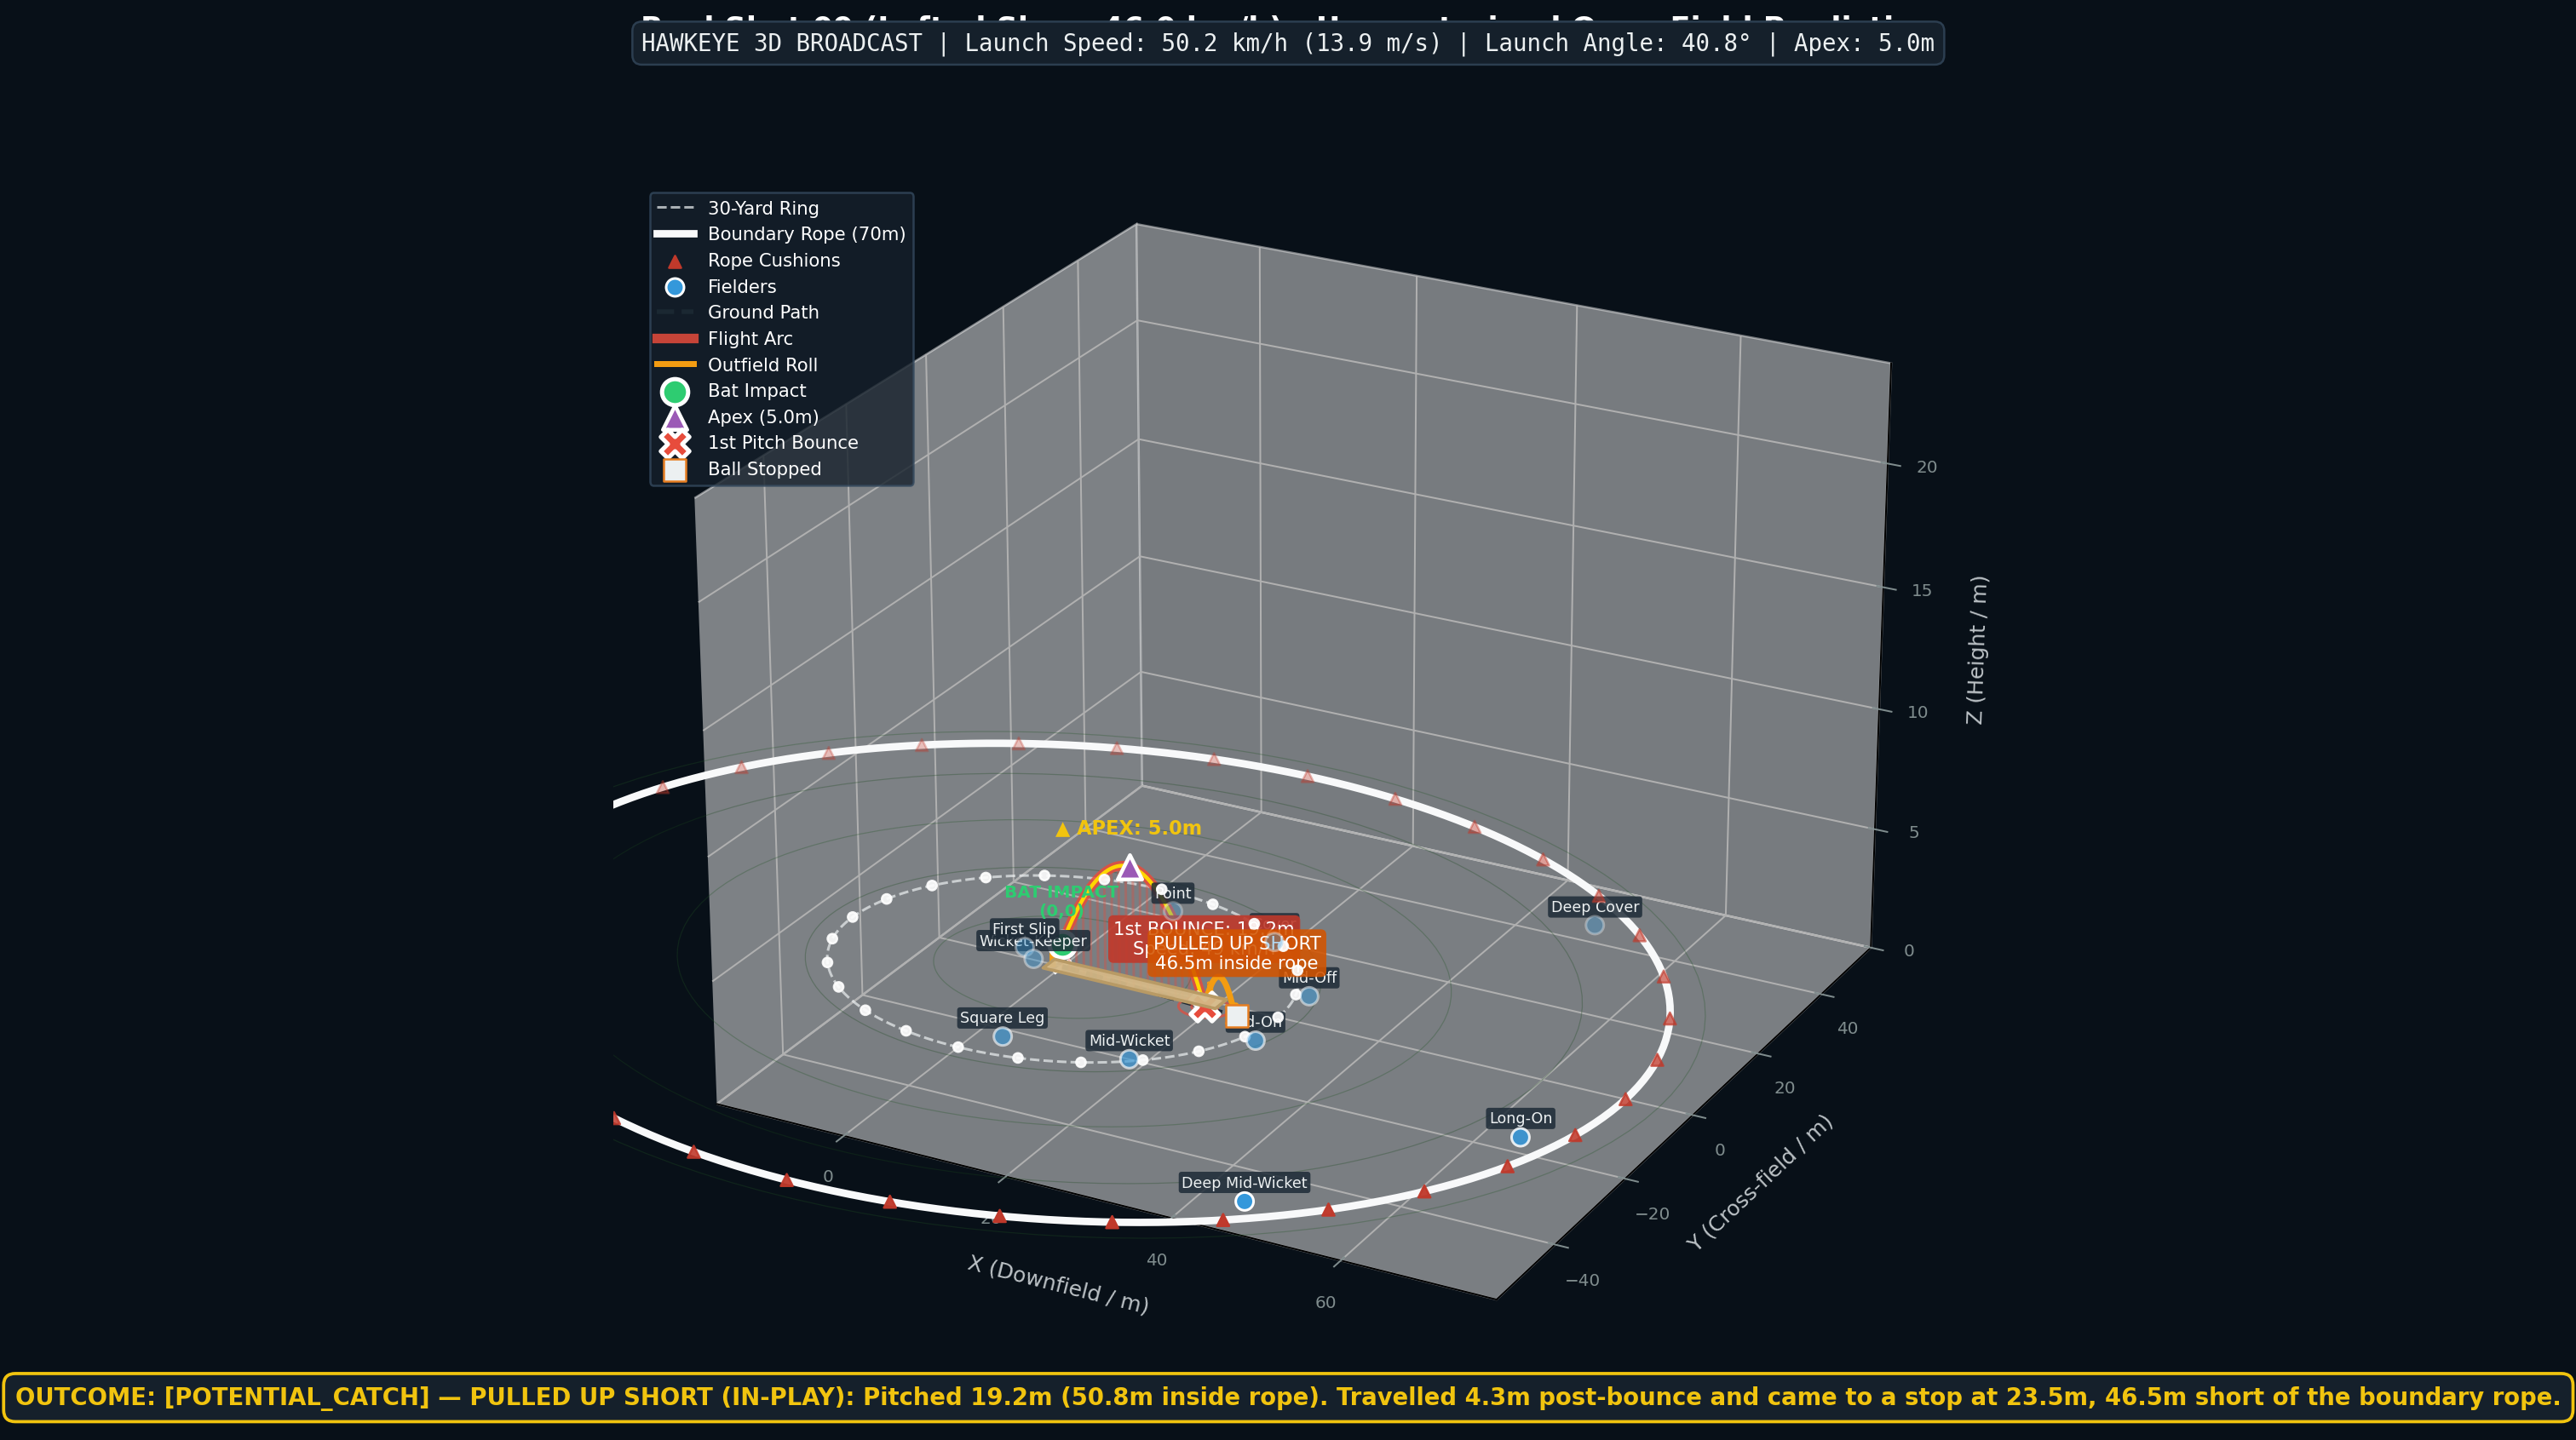 HAWKEYE 3D BROADCAST | Launch Speed: 50.2 km/h (13.9 m/s) | Launch Angle: 40.8° | Apex: 5.0m
30-Yard Ring
Boundary Rope (70m)
Rope Cushions
Fielders
Ground Path
Flight Arc
Outfield Roll
Bat Impact
Apex (5.0m)
1st Pitch Bounce
Ball Stopped
20
15
10
5
0
Z (Height / m)
▲ APEX: 5.0m
BAT IMPACT
(0,0)
Point
Deep Cover
First Slip
Wicket-Keeper
1st BOUNCE:
PULLED UP SHORT
46.5m inside rope
Mid-Off
Square Leg
Mid-Wicket
Long-On
Deep Mid-Wicket
0
40
60
X (Downfield / m)
40
20
0
−20
−40
Y (Cross-field / m)
OUTCOME: [POTENTIAL_CATCH] — PULLED UP SHORT (IN-PLAY): Pitched 19.2m (50.8m inside rope). Travelled 4.3m post-bounce and came to a stop at 23.5m, 46.5m short of the boundary rope.